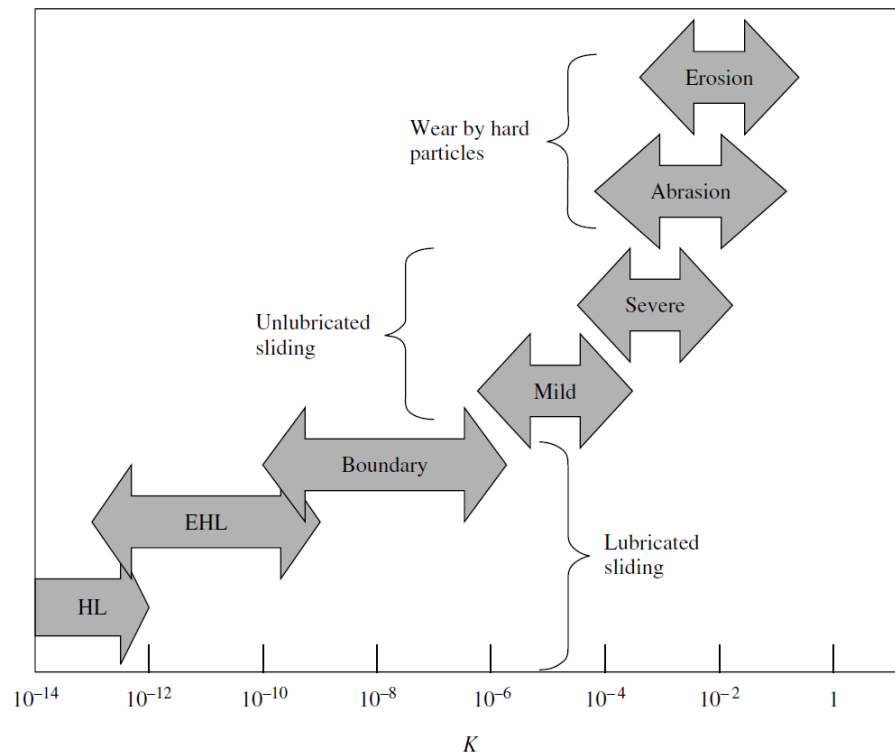 Erosion
Wear by hard
particles
Abrasion
Severe
Unlubricated
sliding
Mild
Boundary
EHL
Lubricated
sliding
HL
10⁻¹⁴ 10⁻¹² 10⁻¹⁰ 10⁻⁸ 10⁻⁶ 10⁻⁴ 10⁻² 1
K